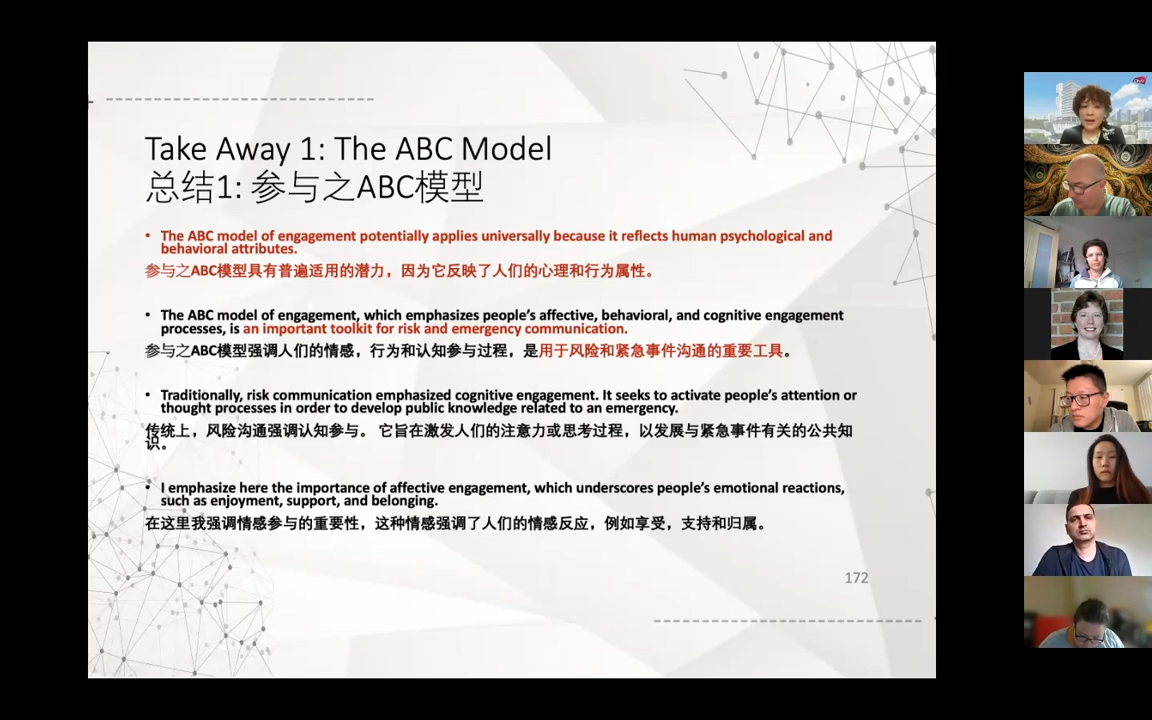 Take Away 1: The ABC Model
总结1: 参与之ABC模型
• The ABC model of engagement potentially applies universally because it reflects human psychological and
behavioral attributes.
参与之ABC模型具有普遍适用的潜力，因为它反映了人们的心理和行为属性。
• The ABC model of engagement, which emphasizes people's affective, behavioral, and cognitive engagement
processes, is an important toolkit for risk and emergency communication.
参与之ABC模型强调人们的情感，行为和认知参与过程，是用于风险和紧急事件沟通的重要工具。
• Traditionally, risk communication emphasized cognitive engagement. It seeks to activate people's attention or
thought processes in order to develop public knowledge related to an emergency.
传统上，风险沟通强调认知参与。 它旨在激发人们的注意力或思考过程，以发展与紧急事件有关的公共知
识。
• I emphasize here the importance of affective engagement, which underscores people's emotional reactions,
such as enjoyment, support, and belonging.
在这里我强调情感参与的重要性，这种情感强调了人们的情感反应，例如享受，支持和归属。
172